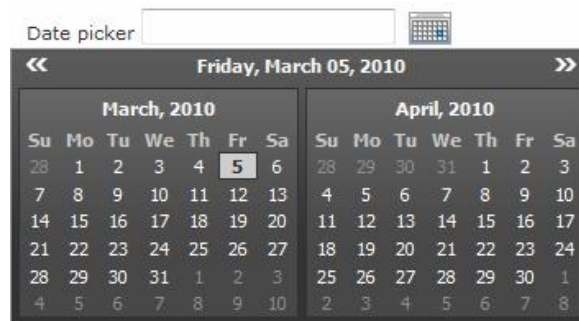 Date picker
« Friday, March 05, 2010 »
March, 2010
Su Mo Tu We Th Fr Sa
28 1 2 3 4 5 6
7 8 9 10 11 12 13
14 15 16 17 18 19 20
21 22 23 24 25 26 27
28 29 30 31 1 2 3
4 5 6 7 8 9 10
April, 2010
Su Mo Tu We Th Fr Sa
28 29 30 31 1 2 3
4 5 6 7 8 9 10
11 12 13 14 15 16 17
18 19 20 21 22 23 24
25 26 27 28 29 30 1
2 3 4 5 6 7 8